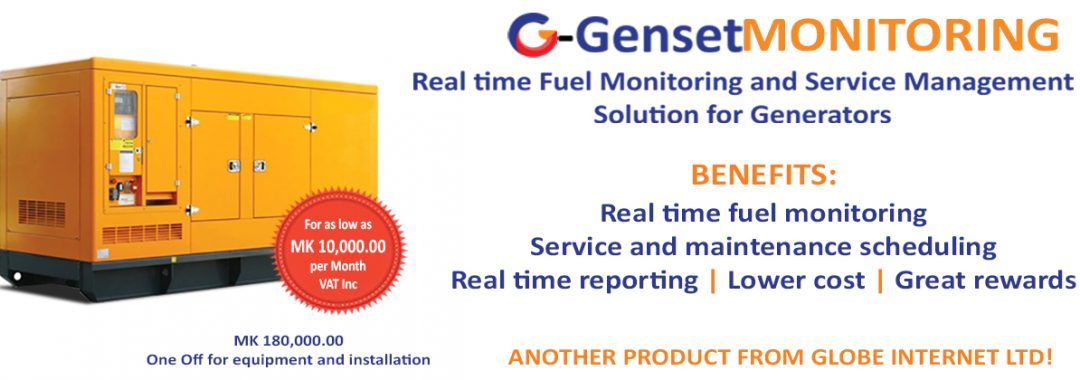 G-GensetMONITORING
Real time Fuel Monitoring and Service Management
Solution for Generators
BENEFITS:
Real time fuel monitoring
Service and maintenance scheduling
Real time reporting | Lower cost | Great rewards
For as low as
MK 10,000.00
per Month
VAT Inc
MK 180,000.00
One Off for equipment and installation
ANOTHER PRODUCT FROM GLOBE INTERNET LTD!